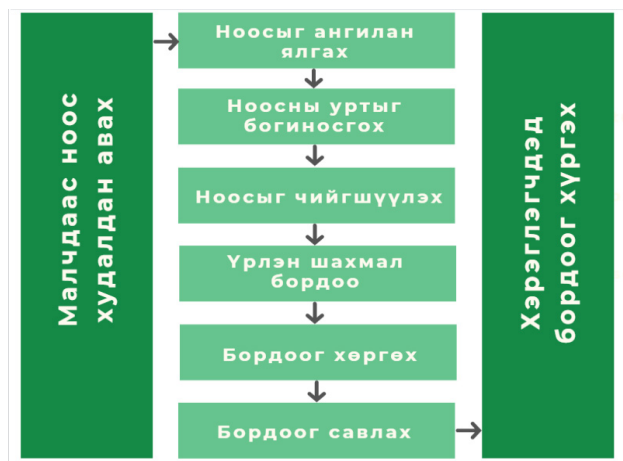 Малчдаас ноос
худалдан авах
Ноосыг ангилан
ялгах
Ноосны уртыг
богиносгох
Ноосыг чийгшүүлэх
Үрлэн шахмал
бордоо
Бордоог хөргөх
Бордоог савлах
Хэрэглэгчдэд
бордоог хүргэх